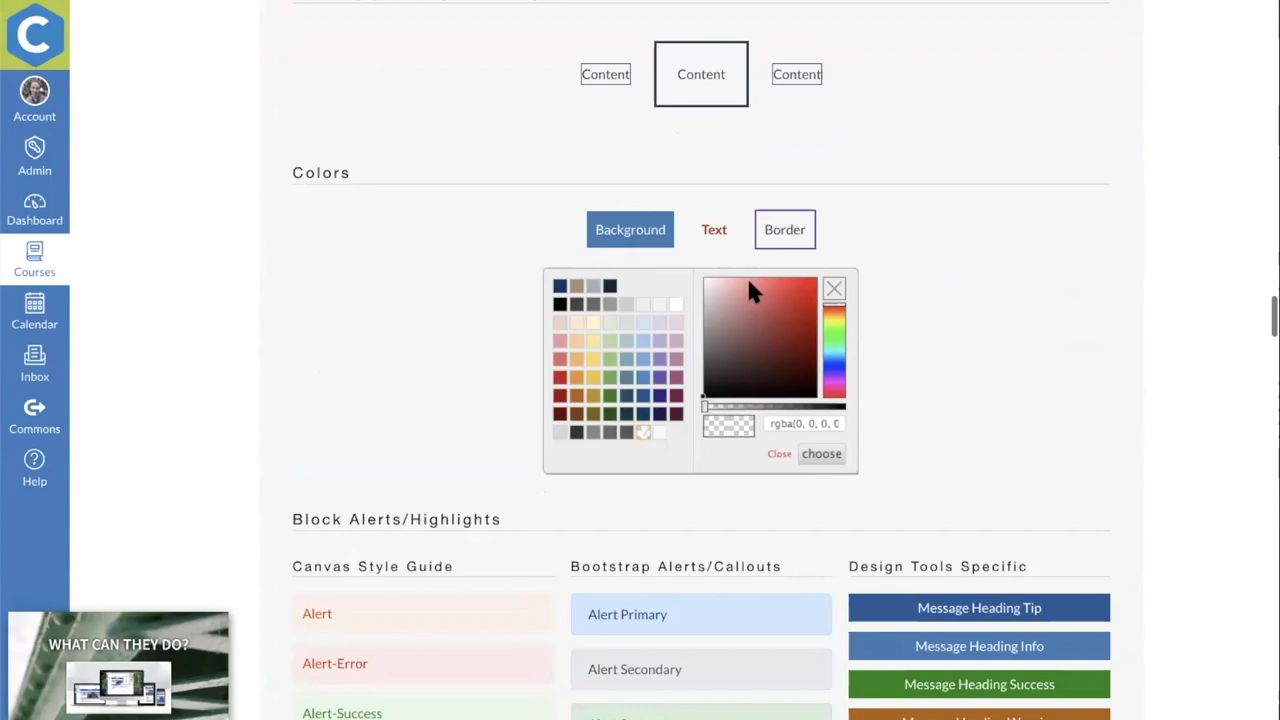 C
Account
Admin
Dashboard
Courses
Calendar
Inbox
Commons
Help
Content
Content
Content
Colors
Background
Text
Border
rgba(0, 0, 0, 0
Close
choose
Block Alerts/Highlights
Canvas Style Guide
Bootstrap Alerts/Callouts
Design Tools Specific
Alert
Alert Primary
Message Heading Tip
Alert-Error
Alert Secondary
Message Heading Info
Alert-Success
Message Heading Success
WHAT CAN THEY DO?